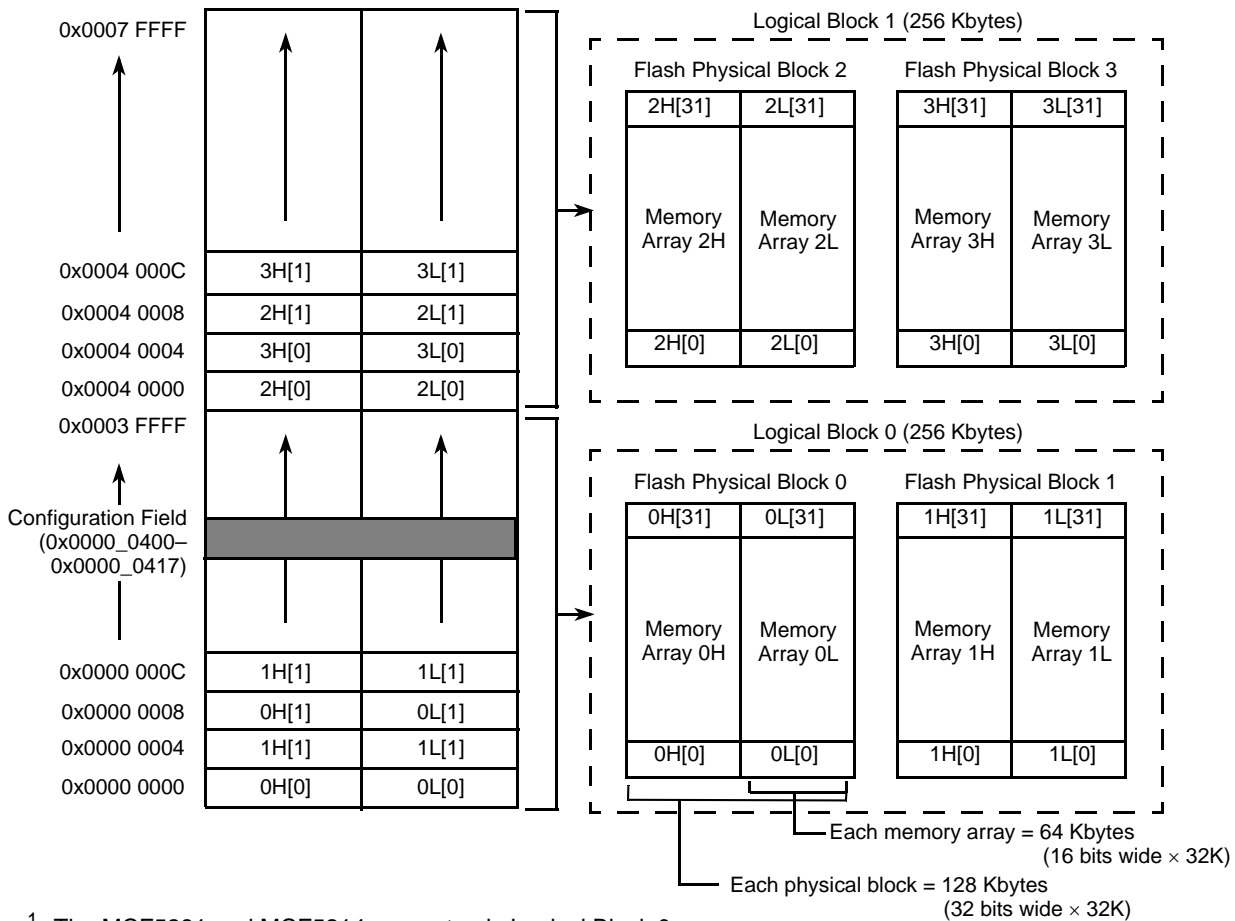 0x0007 FFFF
0x0004 000C
3H[1] 3L[1]
0x0004 0008
2H[1] 2L[1]
0x0004 0004
3H[0] 3L[0]
0x0004 0000
2H[0] 2L[0]
0x0003 FFFF
Configuration Field
(0x0000_0400–
0x0000_0417)
0x0000 000C
1H[1] 1L[1]
0x0000 0008
0H[1] 0L[1]
0x0000 0004
1H[1] 1L[1]
0x0000 0000
0H[0] 0L[0]
Logical Block 1 (256 Kbytes)
Flash Physical Block 2
2H[31] 2L[31]
Memory
Array 2H
Memory
Array 2L
2H[0] 2L[0]
Flash Physical Block 3
3H[31] 3L[31]
Memory
Array 3H
Memory
Array 3L
3H[0] 3L[0]
Logical Block 0 (256 Kbytes)
Flash Physical Block 0
0H[31] 0L[31]
Memory
Array 0H
Memory
Array 0L
0H[0] 0L[0]
Flash Physical Block 1
1H[31] 1L[31]
Memory
Array 1H
Memory
Array 1L
1H[0] 1L[0]
Each memory array = 64 Kbytes
(16 bits wide × 32K)
Each physical block = 128 Kbytes
(32 bits wide × 32K)